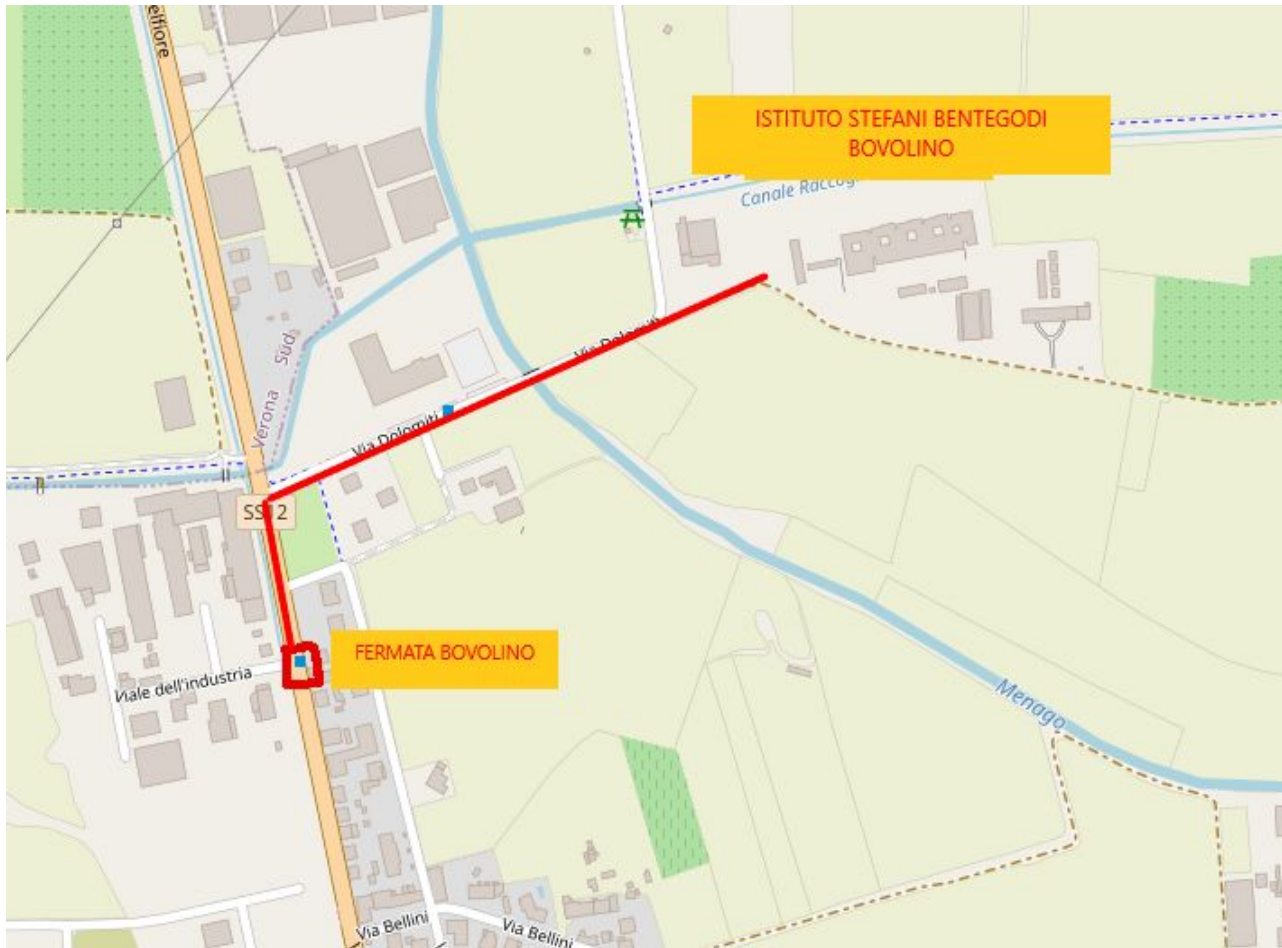 elfiore
ISTITUTO STEFANI BENTEGODI
BOVOLINO
Canale Raccog
Verona Sud
Via Dolomiti
Via Dolomiti
SS12
FERMATA BOVOLINO
Viale dell'industria
Menago
Via Bellini
Via Bellini